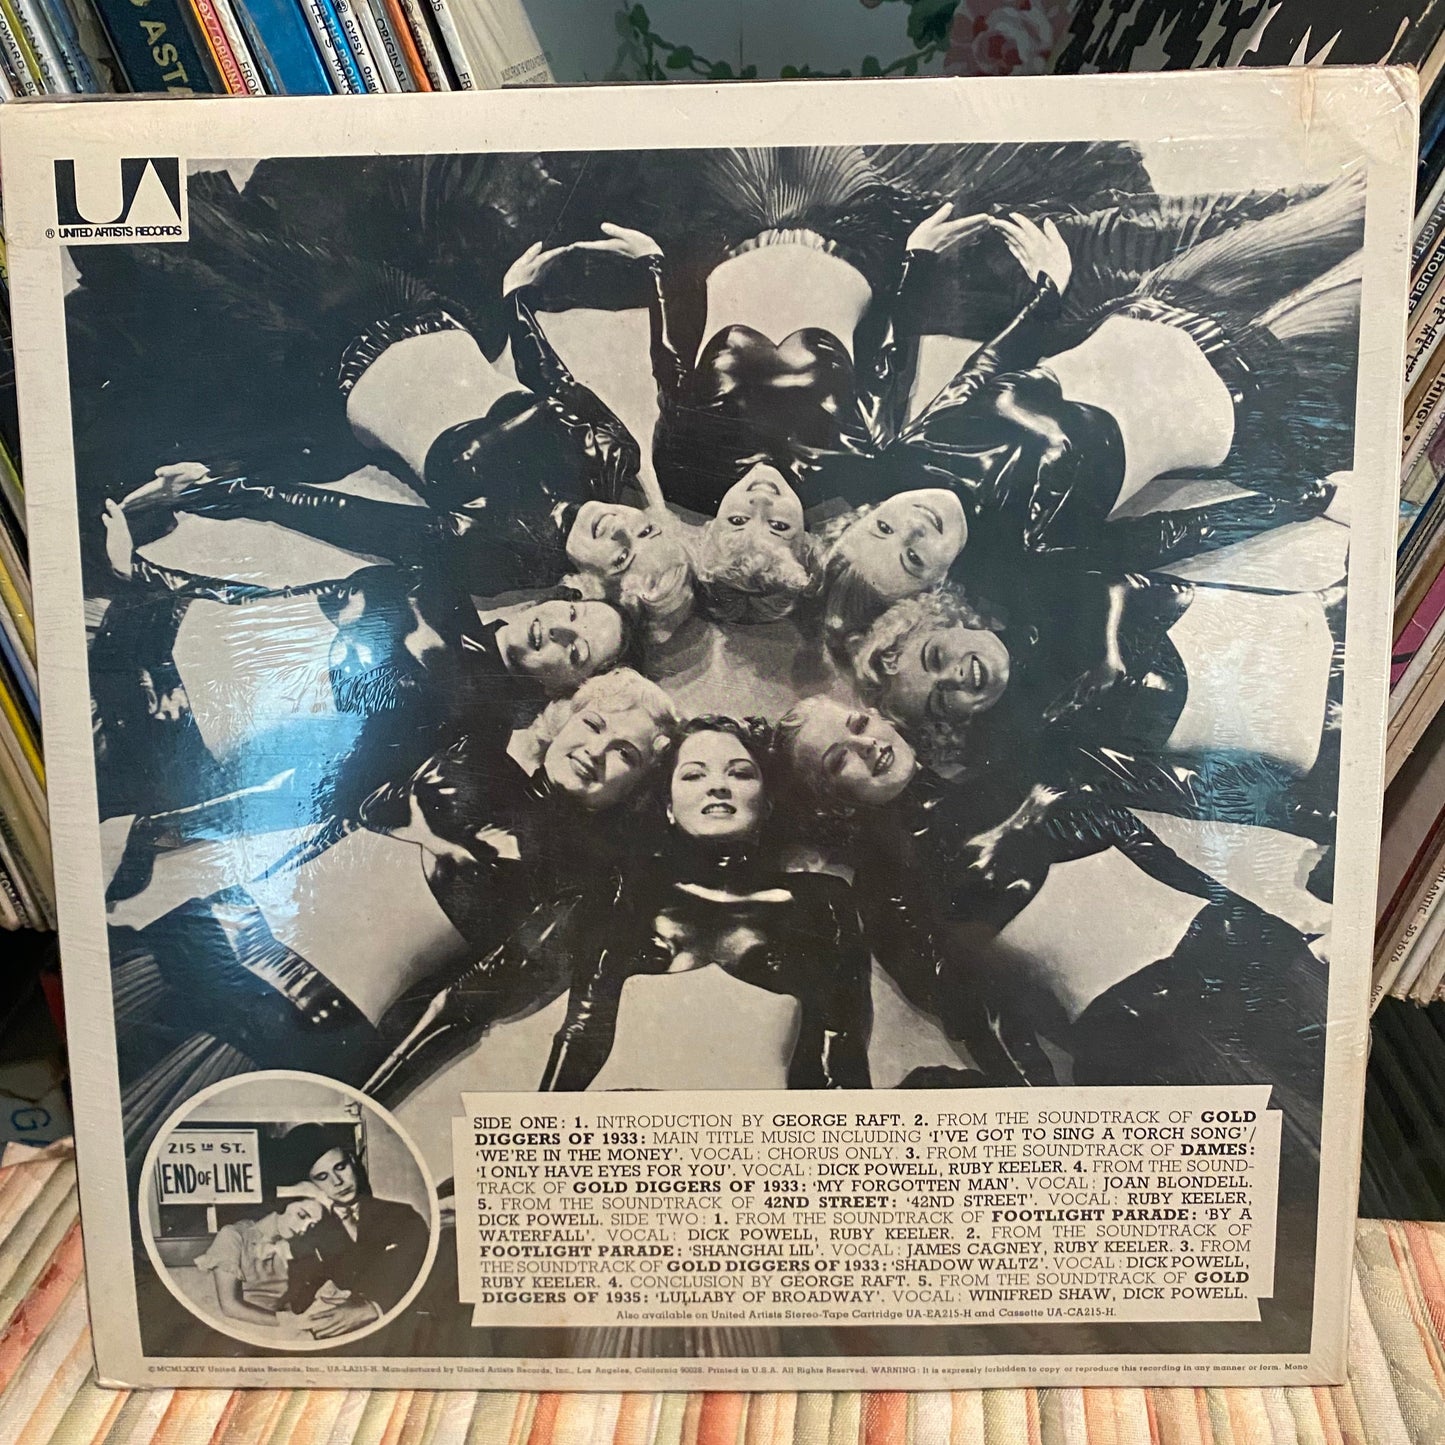 ASTA
GYPSY
ORIGINAL
UA
® UNITED ARTISTS RECORDS
TROUBLE
THING"
ATLANTIC • SD 1676
215TH ST.
END OF LINE
SIDE ONE: 1. INTRODUCTION BY GEORGE RAFT. 2. FROM THE SOUNDTRACK OF GOLD
DIGGERS OF 1933: MAIN TITLE MUSIC INCLUDING ‘I'VE GOT TO SING A TORCH SONG’/
‘WE'RE IN THE MONEY’. VOCAL: CHORUS ONLY. 3. FROM THE SOUNDTRACK OF DAMES:
‘I ONLY HAVE EYES FOR YOU’. VOCAL: DICK POWELL, RUBY KEELER. 4. FROM THE SOUND-
TRACK OF GOLD DIGGERS OF 1933: ‘MY FORGOTTEN MAN’. VOCAL: JOAN BLONDELL.
5. FROM THE SOUNDTRACK OF 42ND STREET: ‘42ND STREET’. VOCAL: RUBY KEELER,
DICK POWELL. SIDE TWO: 1. FROM THE SOUNDTRACK OF FOOTLIGHT PARADE: ‘BY A
WATERFALL’. VOCAL: DICK POWELL, RUBY KEELER. 2. FROM THE SOUNDTRACK OF
FOOTLIGHT PARADE: ‘SHANGHAI LIL’. VOCAL: JAMES CAGNEY, RUBY KEELER. 3. FROM
THE SOUNDTRACK OF GOLD DIGGERS OF 1933: ‘SHADOW WALTZ’. VOCAL: DICK POWELL,
RUBY KEELER. 4. CONCLUSION BY GEORGE RAFT. 5. FROM THE SOUNDTRACK OF GOLD
DIGGERS OF 1935: ‘LULLABY OF BROADWAY’. VOCAL: WINIFRED SHAW, DICK POWELL.
Also available on United Artists Stereo-Tape Cartridge UA-EA215-H and Cassette UA-CA215-H.
© MCMLXXIV United Artists Records, Inc., UA-LA215-H. Manufactured by United Artists Records, Inc., Los Angeles, California 90028. Printed in U.S.A. All Rights Reserved. WARNING: It is expressly forbidden to copy or reproduce this recording in any manner or form. Mono